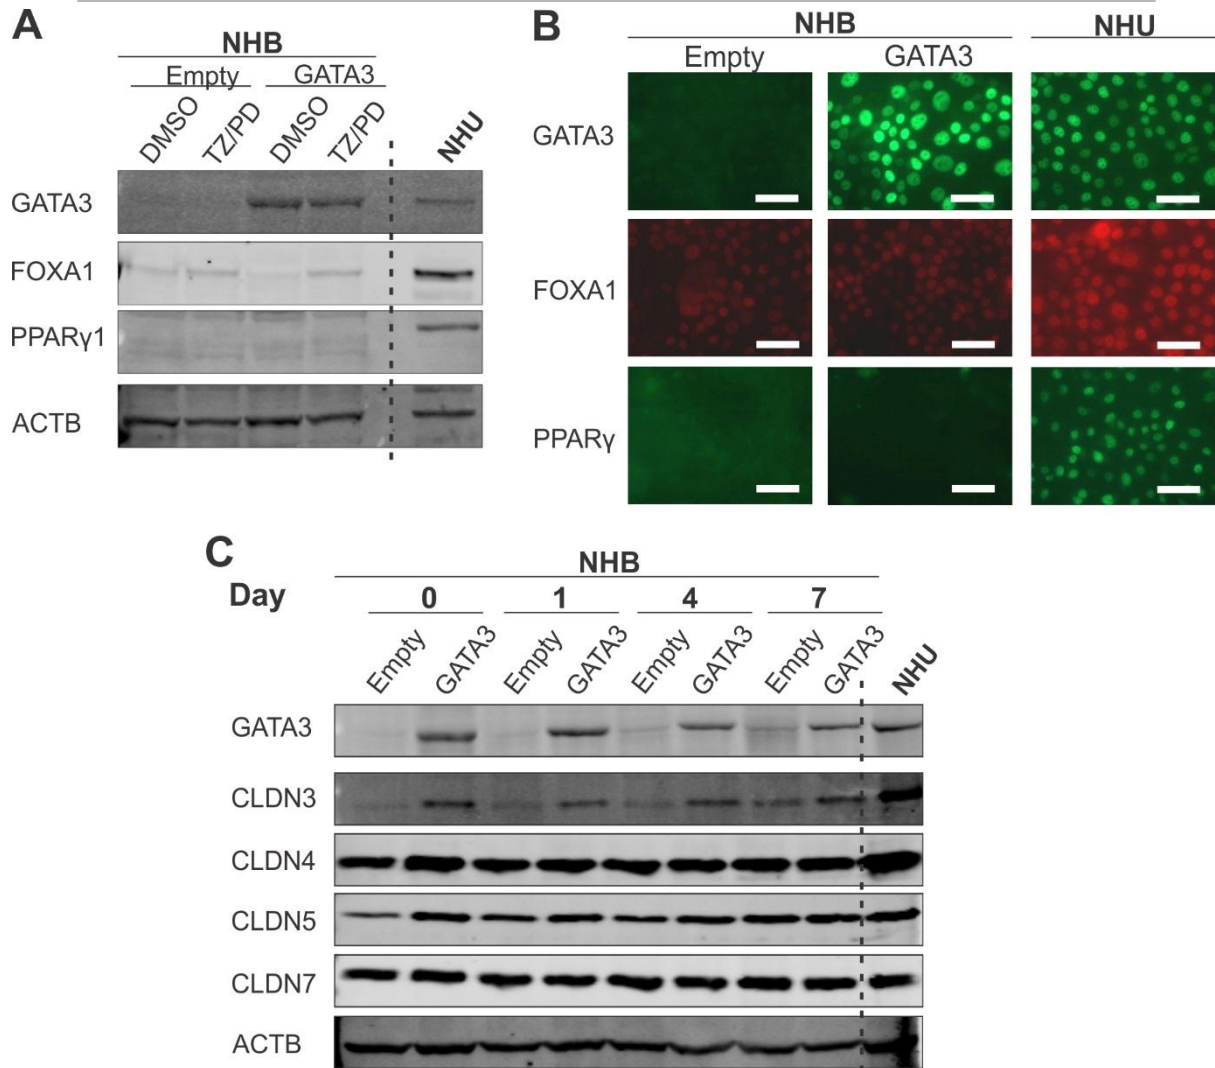 A
NHB
Empty GATA3
DMSO TZ/PD DMSO TZ/PD NHU
GATA3
FOXA1
PPARγ1
ACTB
B
NHB NHU
Empty GATA3
GATA3
FOXA1
PPARγ
C
NHB
Day 0 1 4 7
Empty GATA3 Empty GATA3 Empty GATA3 Empty GATA3 NHU
GATA3
CLDN3
CLDN4
CLDN5
CLDN7
ACTB